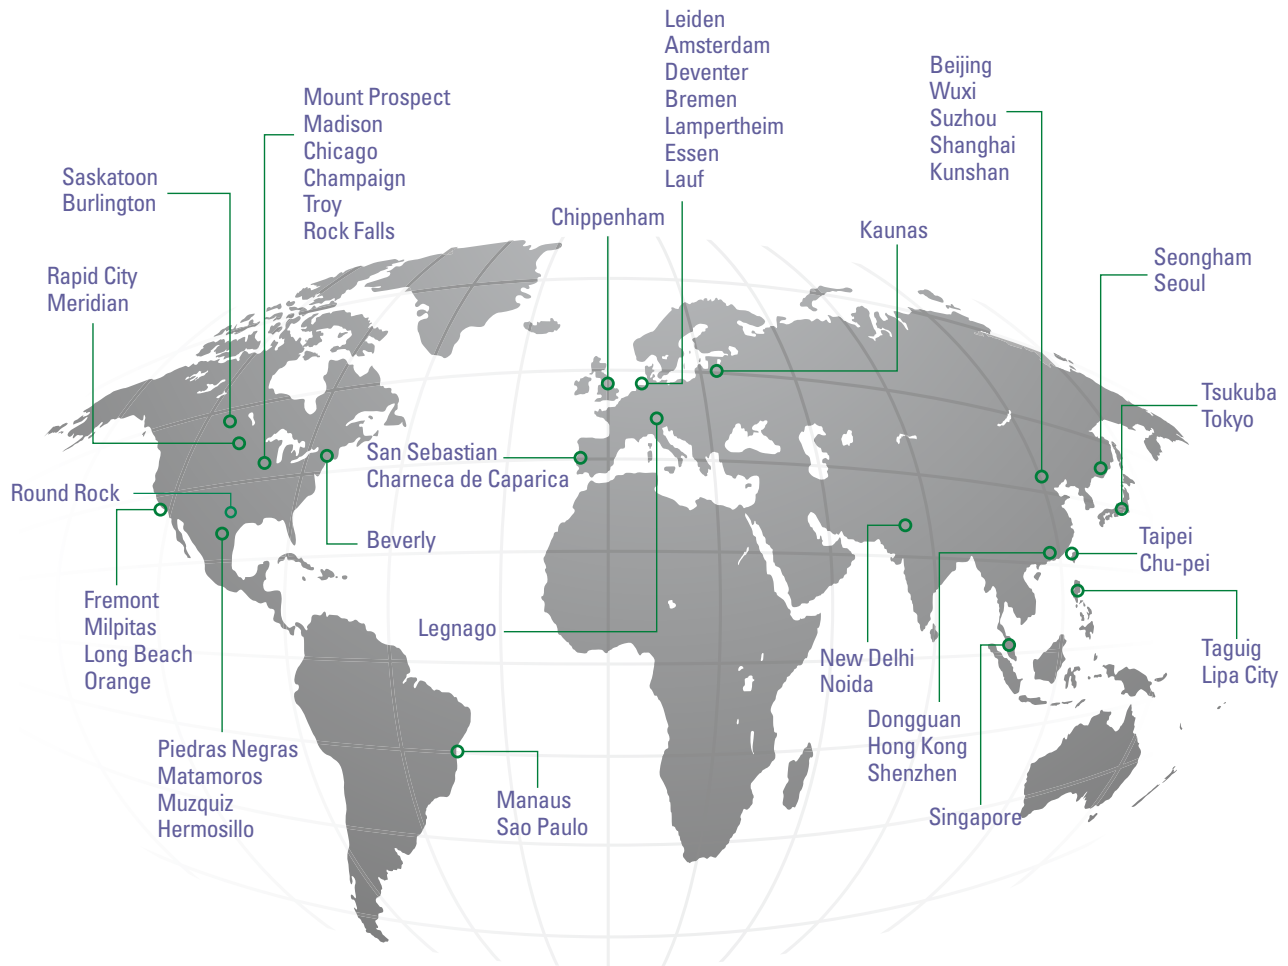 Leiden
Amsterdam
Deventer
Bremen
Lampertheim
Essen
Lauf
Beijing
Wuxi
Suzhou
Shanghai
Kunshan
Mount Prospect
Madison
Chicago
Champaign
Troy
Rock Falls
Saskatoon
Burlington
Chippenham
Kaunas
Seongham
Seoul
Rapid City
Meridian
Tsukuba
Tokyo
San Sebastian
Charneca de Caparica
Round Rock
Beverly
Taipei
Chu-pei
Fremont
Milpitas
Long Beach
Orange
Legnago
New Delhi
Noida
Taguig
Lipa City
Dongguan
Hong Kong
Shenzhen
Piedras Negras
Matamoros
Muzquiz
Hermosillo
Manaus
Sao Paulo
Singapore